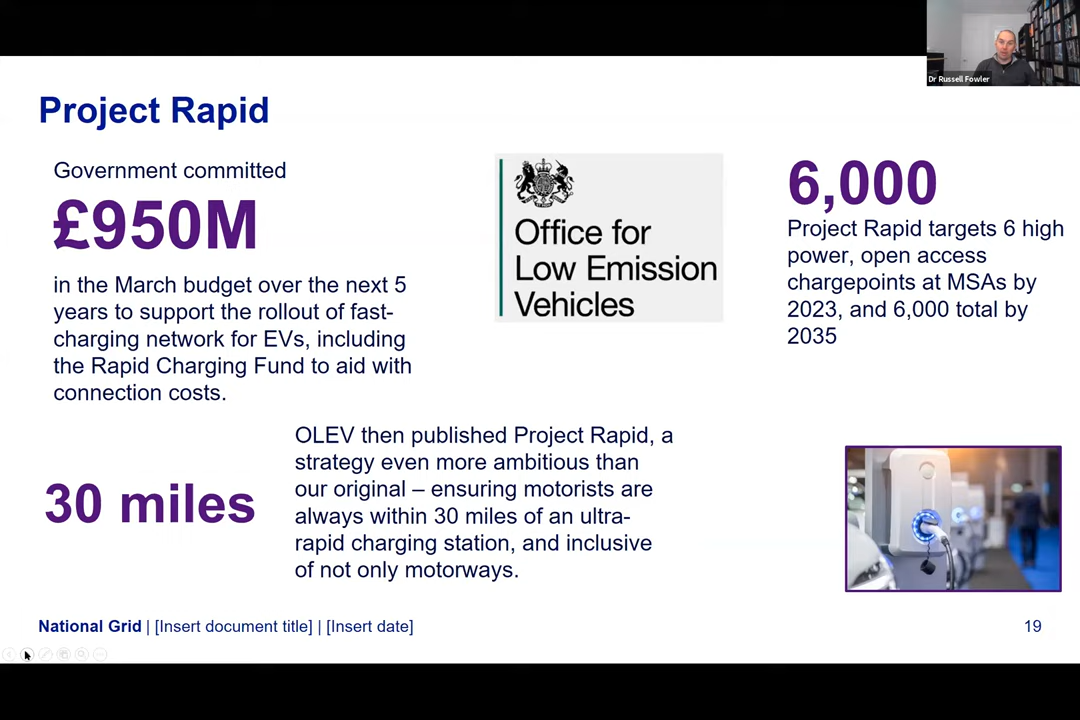 Dr Russell Fowler
Project Rapid
Government committed
£950M
in the March budget over the next 5
years to support the rollout of fast-
charging network for EVs, including
the Rapid Charging Fund to aid with
connection costs.
Office for
Low Emission
Vehicles
6,000
Project Rapid targets 6 high
power, open access
chargepoints at MSAs by
2023, and 6,000 total by
2035
30 miles
OLEV then published Project Rapid, a
strategy even more ambitious than
our original – ensuring motorists are
always within 30 miles of an ultra-
rapid charging station, and inclusive
of not only motorways.
National Grid | [Insert document title] | [Insert date]
19